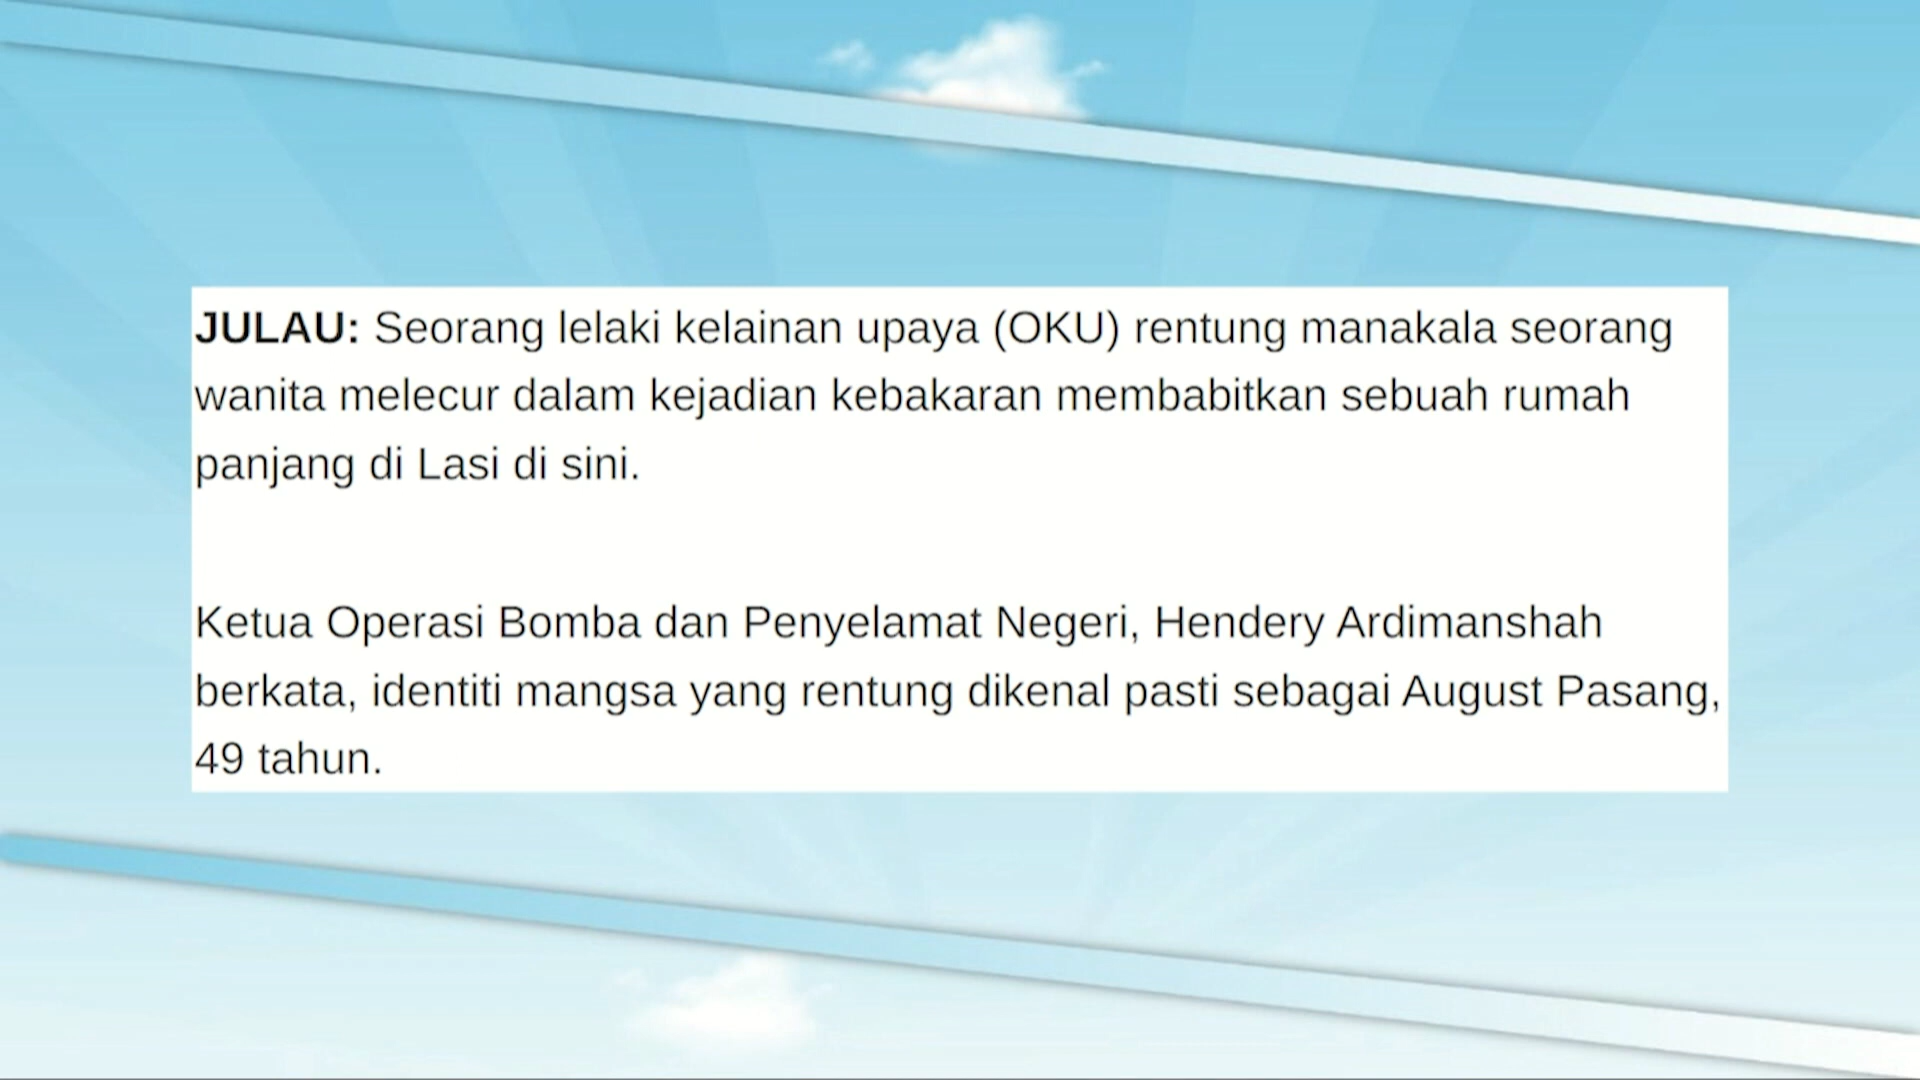 JULAU: Seorang lelaki kelainan upaya (OKU) rentung manakala seorang
wanita melecur dalam kejadian kebakaran membabitkan sebuah rumah
panjang di Lasi di sini.
Ketua Operasi Bomba dan Penyelamat Negeri, Hendery Ardimanshah
berkata, identiti mangsa yang rentung dikenal pasti sebagai August Pasang,
49 tahun.